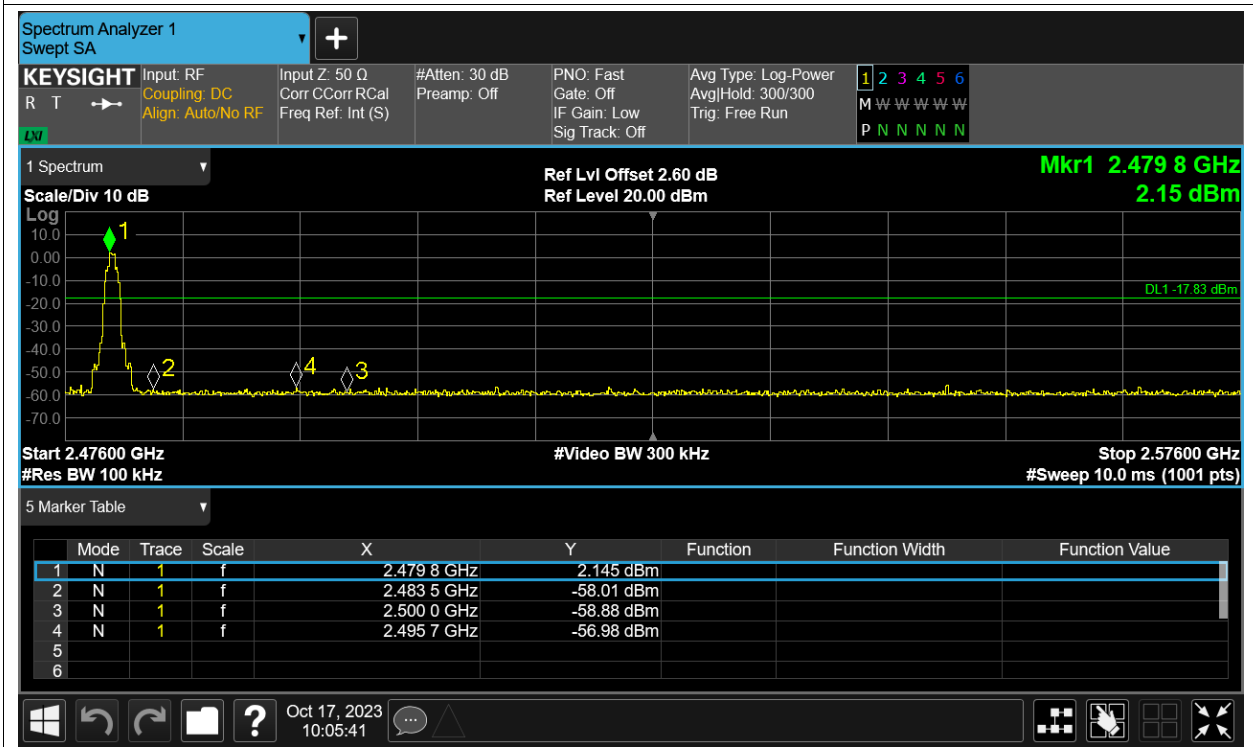 Spectrum Analyzer 1
Swept SA
KEYSIGHT
R T
LXI
Input: RF
Coupling: DC
Align: Auto/No RF
Input Z: 50 Ω
Corr CCorr RCal
Freq Ref: Int (S)
#Atten: 30 dB
Preamp: Off
PNO: Fast
Gate: Off
IF Gain: Low
Sig Track: Off
Avg Type: Log-Power
Avg|Hold: 300/300
Trig: Free Run
1 2 3 4 5 6
M W W W W W
P N N N N N
1 Spectrum
Scale/Div 10 dB
Ref Lvl Offset 2.60 dB
Ref Level 20.00 dBm
Mkr1 2.479 8 GHz
2.15 dBm
Log
10.0
0.00
-10.0
-20.0
-30.0
-40.0
-50.0
-60.0
-70.0
1
2
4
3
DL1 -17.83 dBm
Start 2.47600 GHz
#Video BW 300 kHz
Stop 2.57600 GHz
#Res BW 100 kHz
#Sweep 10.0 ms (1001 pts)
5 Marker Table
Mode Trace Scale X Y Function Function Width Function Value
1 N 1 f 2.479 8 GHz 2.145 dBm
2 N 1 f 2.483 5 GHz -58.01 dBm
3 N 1 f 2.500 0 GHz -58.88 dBm
4 N 1 f 2.495 7 GHz -56.98 dBm
5
6
?
Oct 17, 2023
10:05:41